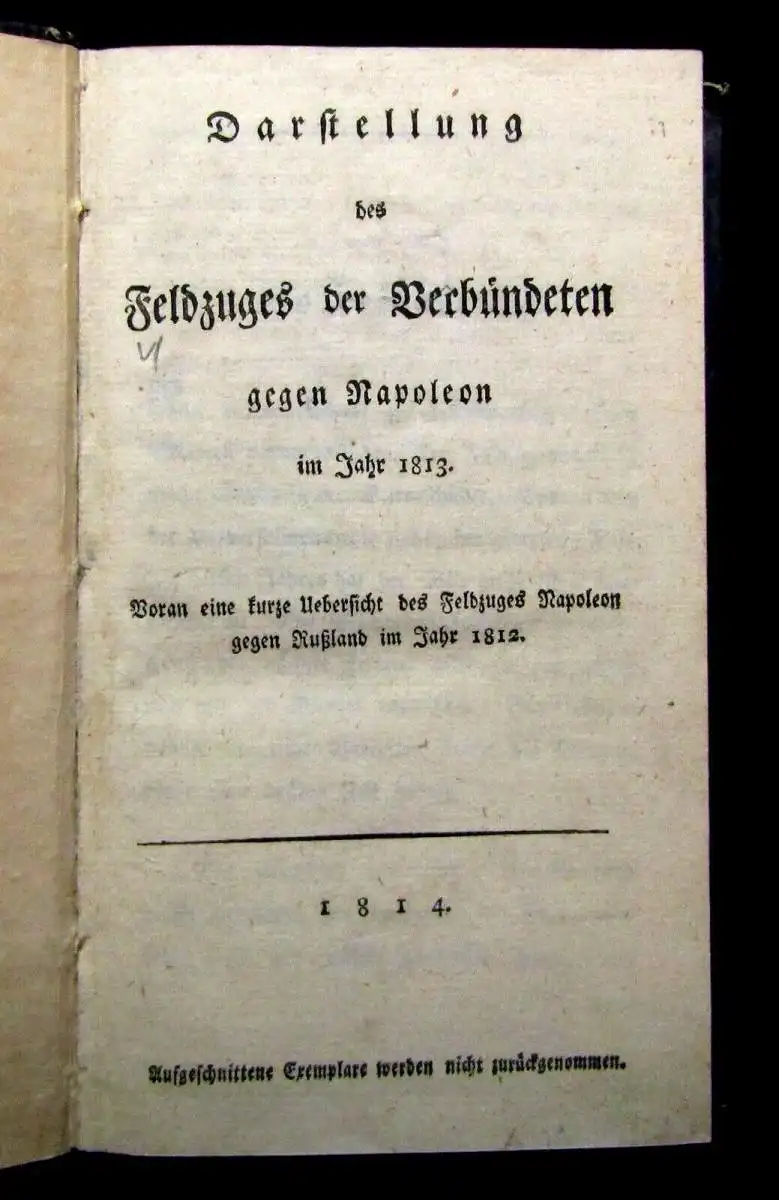 Darstellung
des
Feldzuges der Verbündeten
gegen Napoleon
im Jahr 1813.
Voran eine kurze Uebersicht des Feldzuges Napoleon
gegen Rußland im Jahr 1812.
1814.
Aufgeschnittene Exemplare werden nicht zurückgenommen.